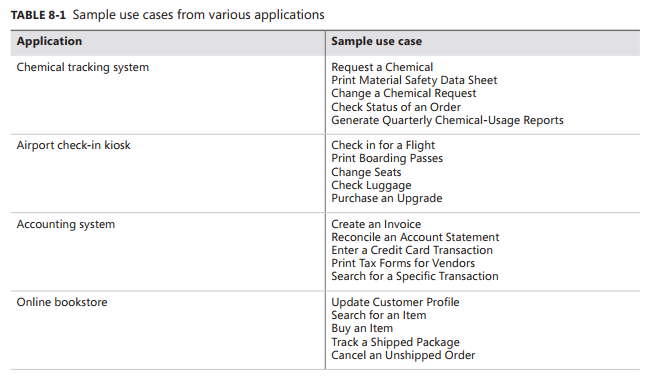 TABLE 8-1 Sample use cases from various applications
Application Sample use case
Chemical tracking system Request a Chemical
Print Material Safety Data Sheet
Change a Chemical Request
Check Status of an Order
Generate Quarterly Chemical-Usage Reports
Airport check-in kiosk Check in for a Flight
Print Boarding Passes
Change Seats
Check Luggage
Purchase an Upgrade
Accounting system Create an Invoice
Reconcile an Account Statement
Enter a Credit Card Transaction
Print Tax Forms for Vendors
Search for a Specific Transaction
Online bookstore Update Customer Profile
Search for an Item
Buy an Item
Track a Shipped Package
Cancel an Unshipped Order